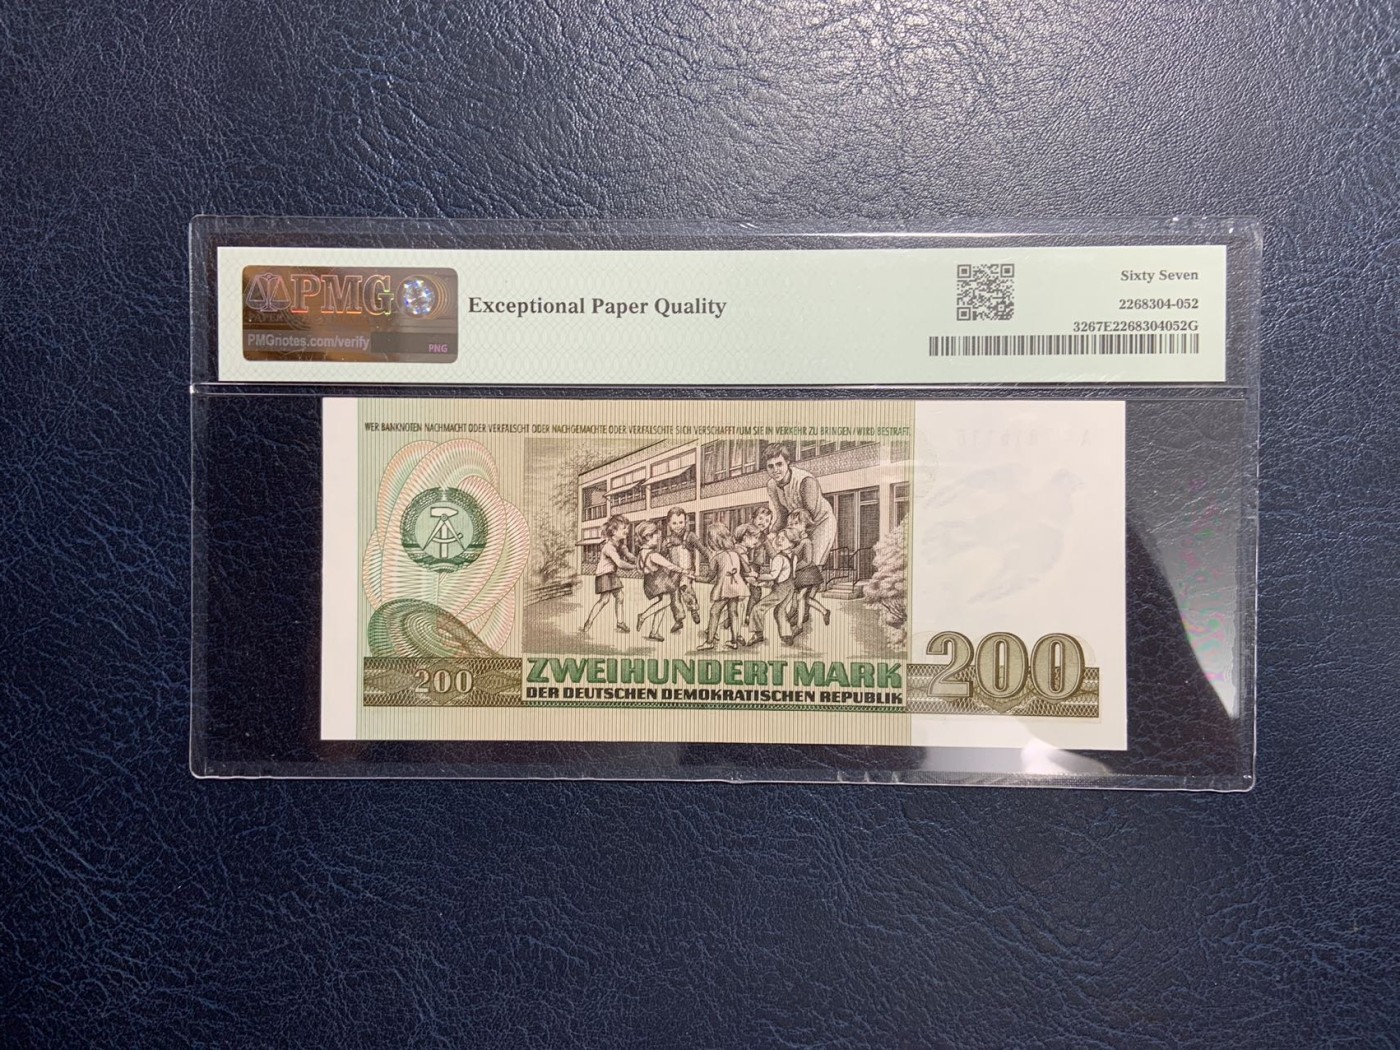 PMG
PMGnotes.com/verify
PNG
Exceptional Paper Quality
Sixty Seven
2268304-052
3267E2268304052G
WER BANKNOTEN NACHMACHT ODER VERFÄLSCHT ODER NACHGEMACHTE ODER VERFÄLSCHTE SICH VERSCHAFFT/UM SIE IN VERKEHR ZU BRINGEN/WIRD BESTRAFT.
ZWEIHUNDERT MARK
DER DEUTSCHEN DEMOKRATISCHEN REPUBLIK
200
200